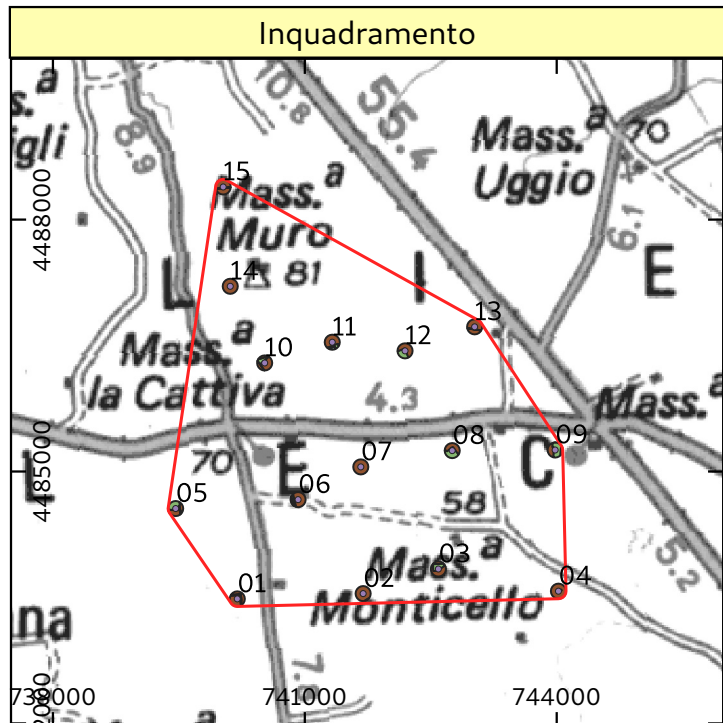 Inquadramento
10.8
55.4
a
s.
igli
8.9
Mass.ᵃ
70
Uggio
6.1
15
Mass.ᵃ
Muro
4488000
14
81
L
I
E
13
11
12
10
Mass.ᵃ
la Cattiva
4.3
Mass.ᵃ
07
08
09
70
E
C
L
4485000
05
06
58
5.2
03
Mass.ᵃ
01
02
04
Monticello
na
7.8
741000
744000
a